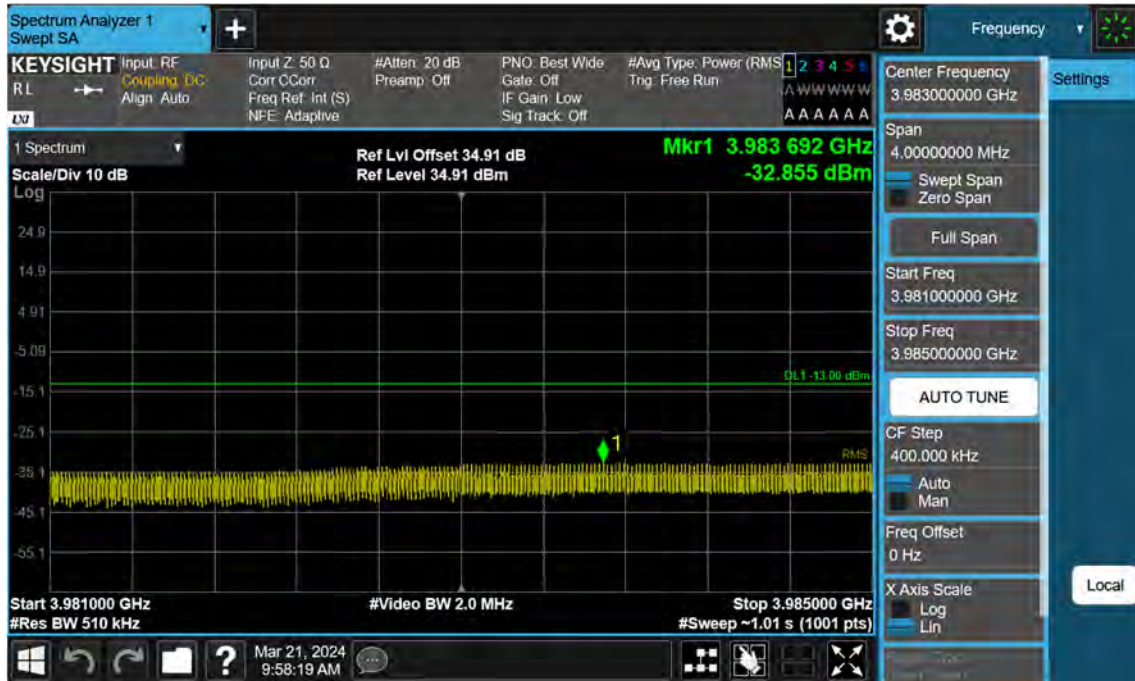 Spectrum Analyzer 1
Swept SA
Frequency
KEYSIGHT
RL
LXI
Input: RF
Coupling: DC
Align: Auto
Input Z: 50 Ω
Corr CCorr
Freq Ref: Int (S)
NFE: Adaptive
#Atten: 20 dB
Preamp: Off
PNO: Best Wide
Gate: Off
IF Gain: Low
Sig Track: Off
#Avg Type: Power (RMS
Trig: Free Run
1 2 3 4 5 6
A W W W W W
A A A A A A
1 Spectrum
Scale/Div 10 dB
Ref Lvl Offset 34.91 dB
Ref Level 34.91 dBm
Mkr1 3.983 692 GHz
-32.855 dBm
Log
24.9
14.9
4.91
-5.09
-15.1
-25.1
-35.1
-45.1
-55.1
DL1 -13.00 dBm
1
RMS
Start 3.981000 GHz
#Res BW 510 kHz
#Video BW 2.0 MHz
Stop 3.985000 GHz
#Sweep ~1.01 s (1001 pts)
Center Frequency
3.983000000 GHz
Settings
Span
4.00000000 MHz
Swept Span
Zero Span
Full Span
Start Freq
3.981000000 GHz
Stop Freq
3.985000000 GHz
AUTO TUNE
CF Step
400.000 kHz
Auto
Man
Freq Offset
0 Hz
X Axis Scale
Log
Lin
Local
?
Mar 21, 2024
9:58:19 AM